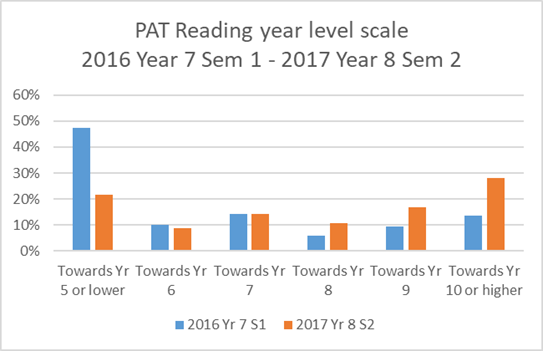 PAT Reading year level scale
2016 Year 7 Sem 1 - 2017 Year 8 Sem 2
60%
50%
40%
30%
20%
10%
0%
Towards Yr Towards Yr Towards Yr Towards Yr Towards Yr Towards Yr
5 or lower 6 7 8 9 10 or higher
2016 Yr 7 S1 2017 Yr 8 S2